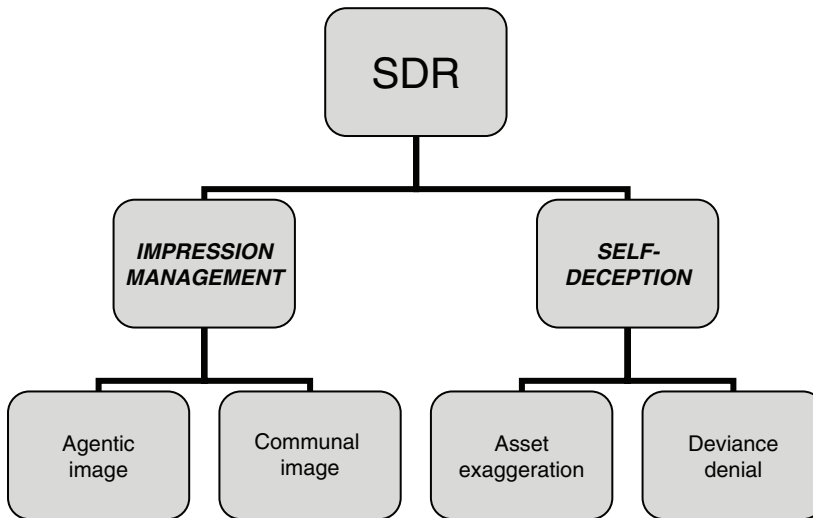 SDR
IMPRESSION
MANAGEMENT
SELF-
DECEPTION
Agentic
image
Communal
image
Asset
exaggeration
Deviance
denial